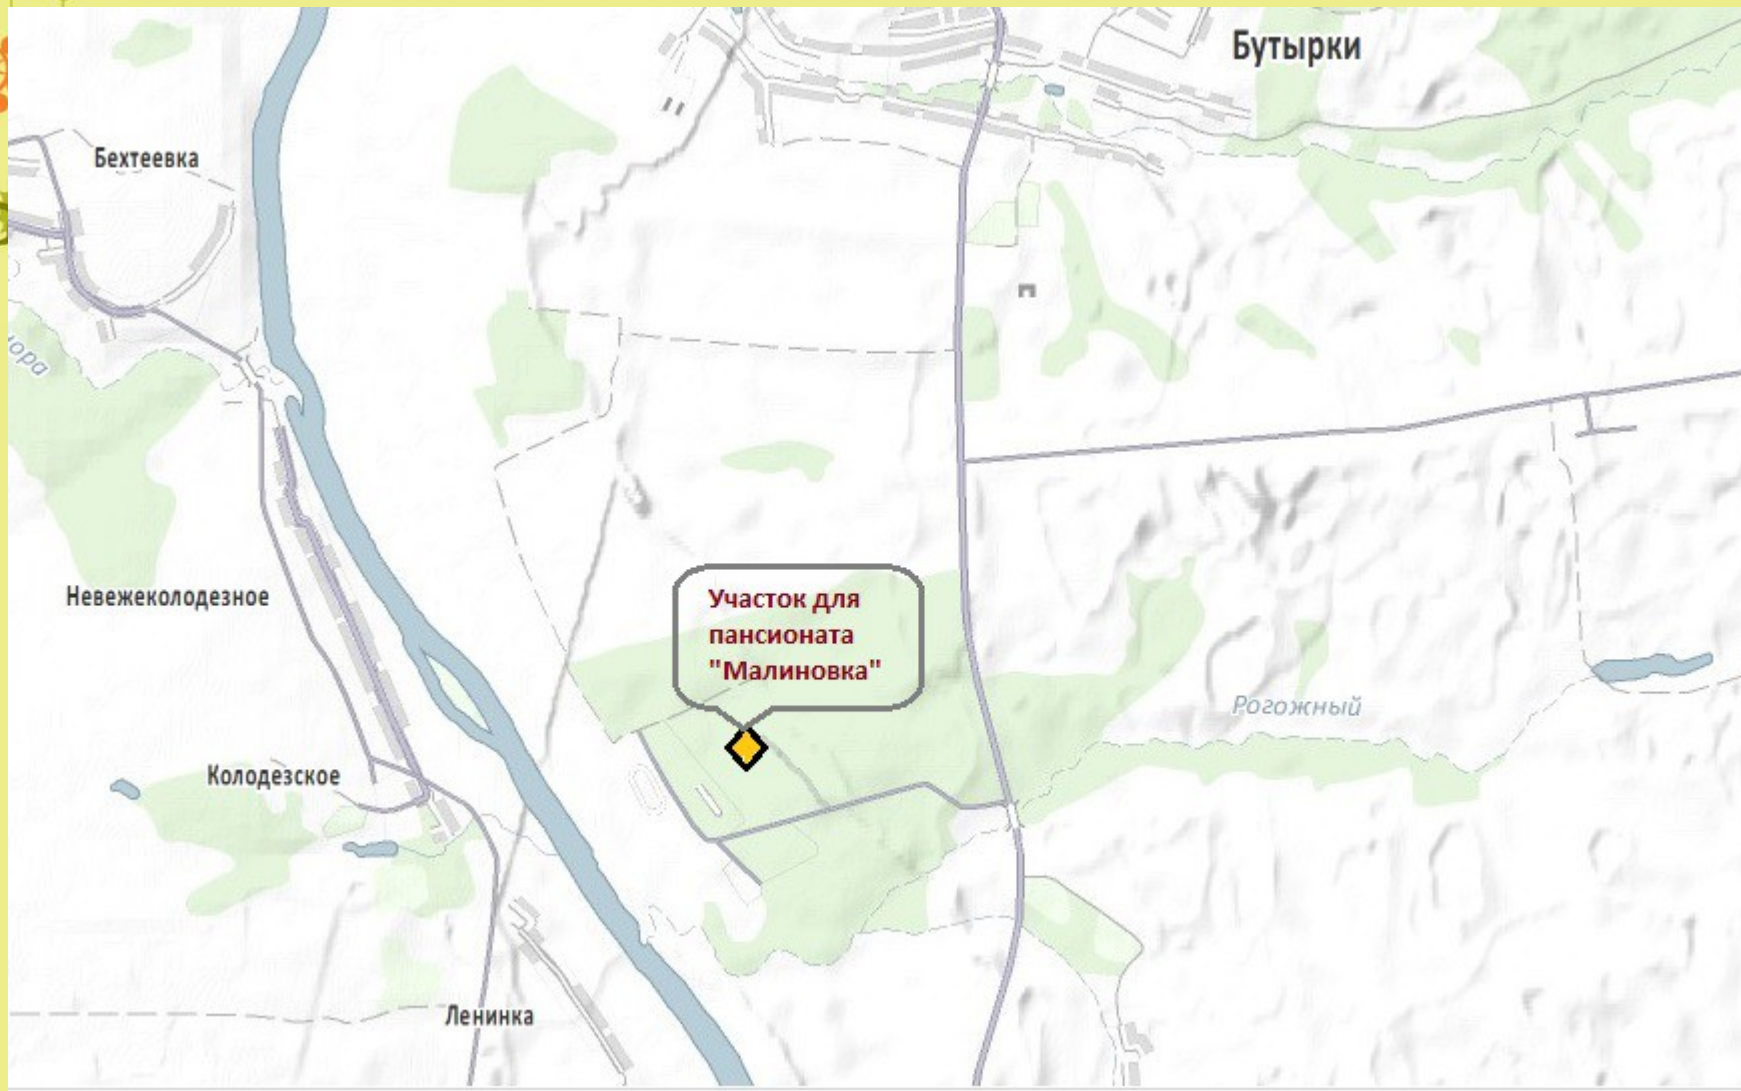 Бутырки
Бехтеевка
Невежеколодезное
Участок для
пансионата
"Малиновка"
Рогожный
Колодезское
Ленинка